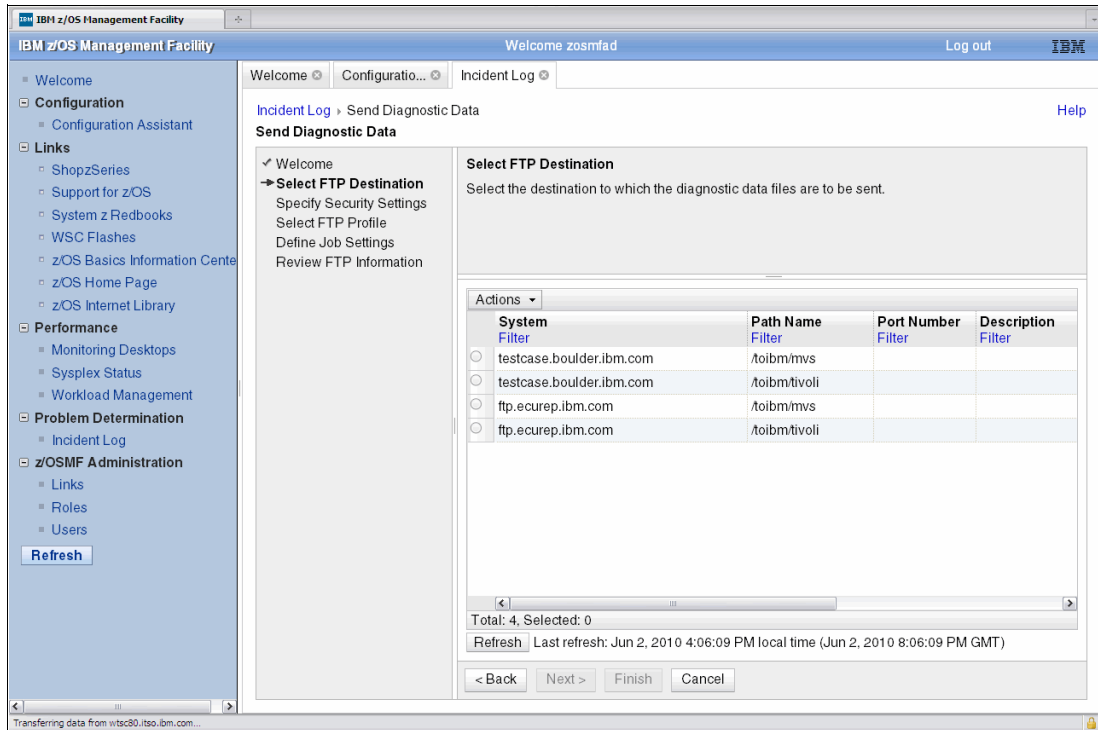 IBM IBM z/OS Management Facility
IBM z/OS Management Facility
Welcome zosmfad
Log out
IBM
Welcome
Configuration
Configuration Assistant
Links
ShopzSeries
Support for z/OS
System z Redbooks
WSC Flashes
z/OS Basics Information Cente
z/OS Home Page
z/OS Internet Library
Performance
Monitoring Desktops
Sysplex Status
Workload Management
Problem Determination
Incident Log
z/OSMF Administration
Links
Roles
Users
Refresh
Welcome
Configuratio...
Incident Log
Incident Log › Send Diagnostic Data
Help
Send Diagnostic Data
Welcome
Select FTP Destination
Specify Security Settings
Select FTP Profile
Define Job Settings
Review FTP Information
Select FTP Destination
Select the destination to which the diagnostic data files are to be sent.
Actions
System Path Name Port Number Description
Filter Filter Filter Filter
testcase.boulder.ibm.com /toibm/mvs
testcase.boulder.ibm.com /toibm/tivoli
ftp.ecurep.ibm.com /toibm/mvs
ftp.ecurep.ibm.com /toibm/tivoli
Total: 4, Selected: 0
Refresh Last refresh: Jun 2, 2010 4:06:09 PM local time (Jun 2, 2010 8:06:09 PM GMT)
< Back Next > Finish Cancel
Transferring data from wtsc80.itso.ibm.com...